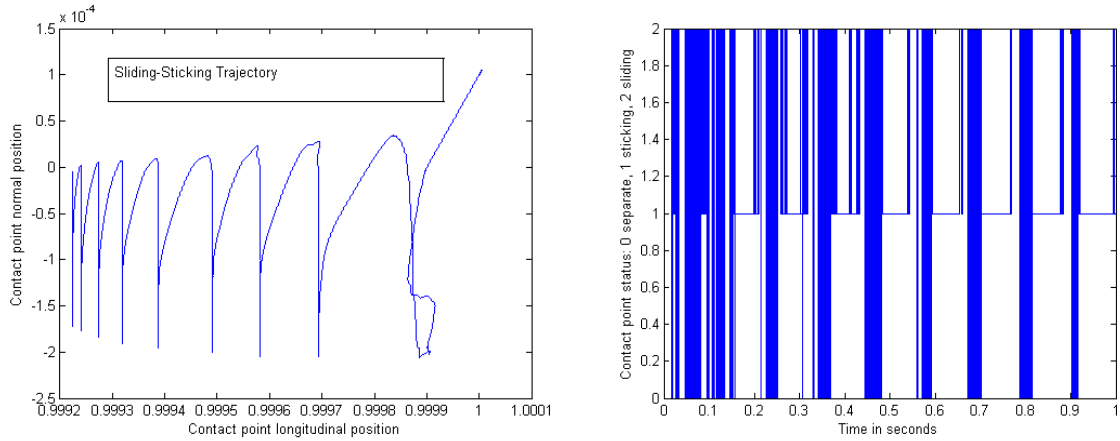 x 10^-4
1.5
1
0.5
0
-0.5
-1
-1.5
-2
-2.5
Contact point normal position
Sliding-Sticking Trajectory
0.9992 0.9993 0.9994 0.9995 0.9996 0.9997 0.9998 0.9999 1 1.0001
Contact point longitudinal position
2
1.8
1.6
1.4
1.2
1
0.8
0.6
0.4
0.2
0
Contact point status: 0 separate, 1 sticking, 2 sliding
0 0.1 0.2 0.3 0.4 0.5 0.6 0.7 0.8 0.9 1
Time in seconds